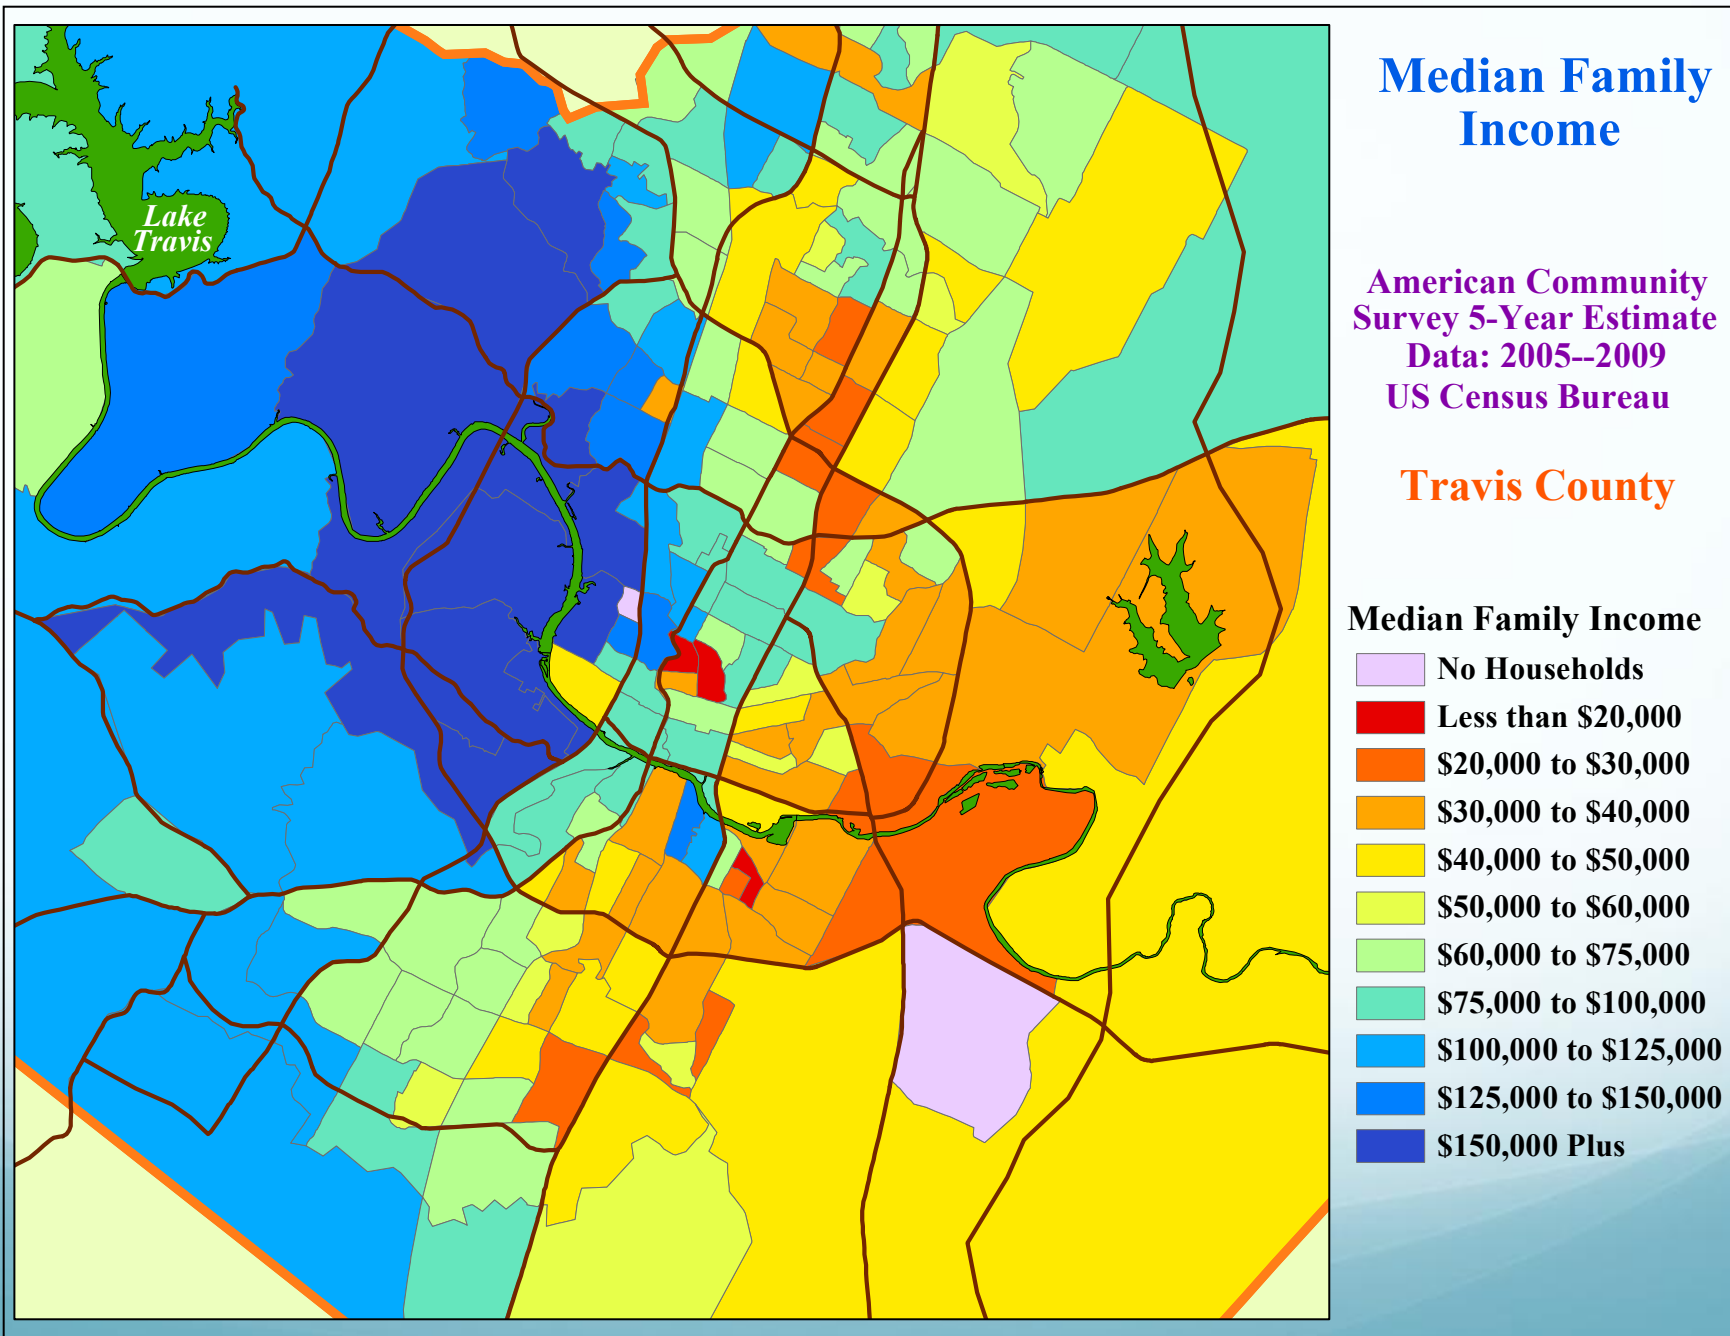 Median Family
Income
American Community
Survey 5-Year Estimate
Data: 2005--2009
US Census Bureau
Travis County
Lake
Travis
Median Family Income
No Households
Less than $20,000
$20,000 to $30,000
$30,000 to $40,000
$40,000 to $50,000
$50,000 to $60,000
$60,000 to $75,000
$75,000 to $100,000
$100,000 to $125,000
$125,000 to $150,000
$150,000 Plus